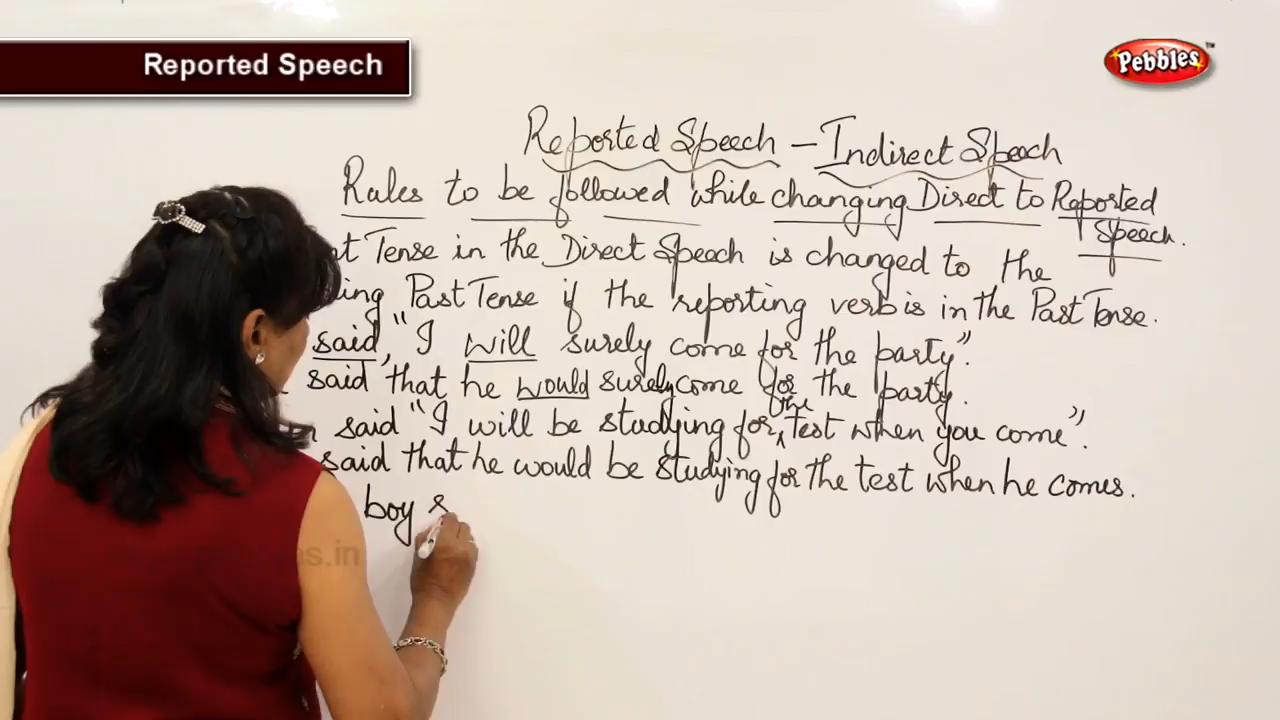 Reported Speech
Pebbles™
Reported Speech – Indirect Speech
Rules to be followed while changing Direct to Reported
Speech.
Tense in the Direct Speech is changed to the
Past Tense if the reporting verb is in the Past Tense.
said, "I will surely come for the party".
said that he would surely come for the party.
said "I will be studying for the test when you come".
said that he would be studying for the test when he comes.
boy s